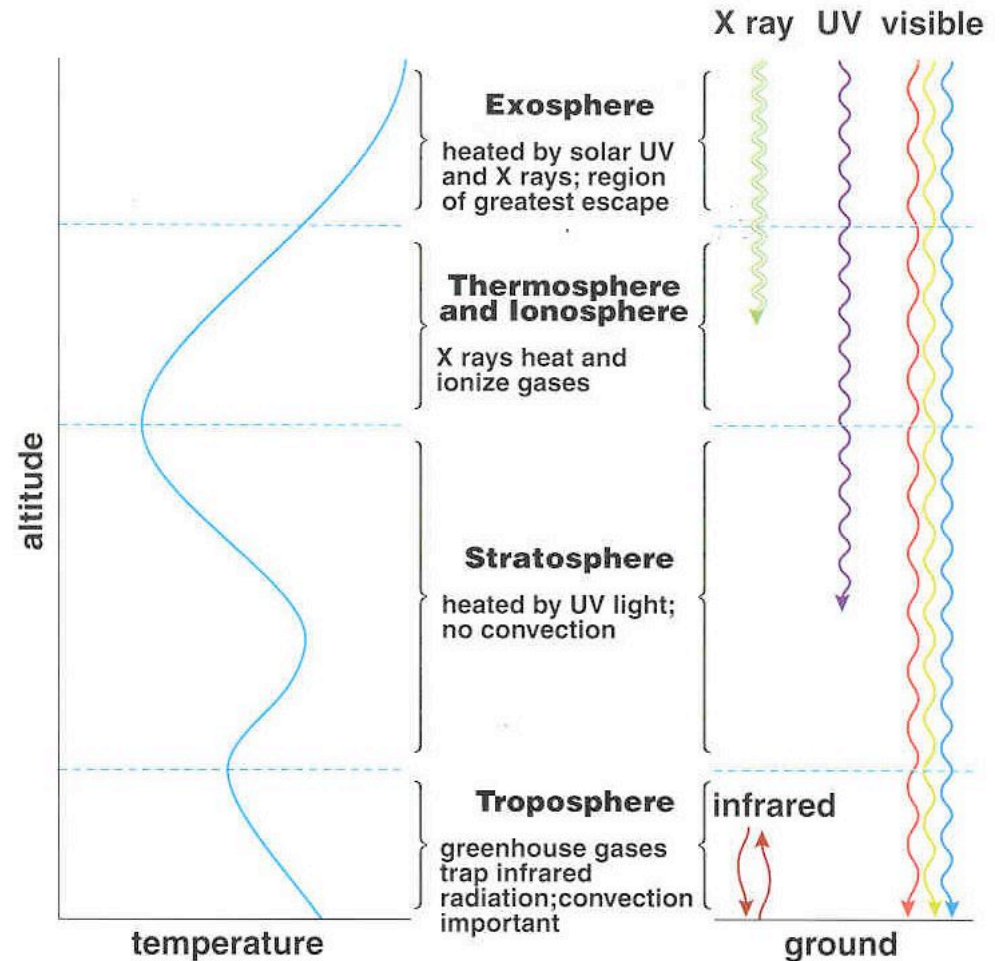 X ray UV visible
Exosphere
heated by solar UV
and X rays; region
of greatest escape
Thermosphere
and Ionosphere
X rays heat and
ionize gases
altitude
Stratosphere
heated by UV light;
no convection
Troposphere
infrared
greenhouse gases
trap infrared
radiation;convection
important
temperature
ground